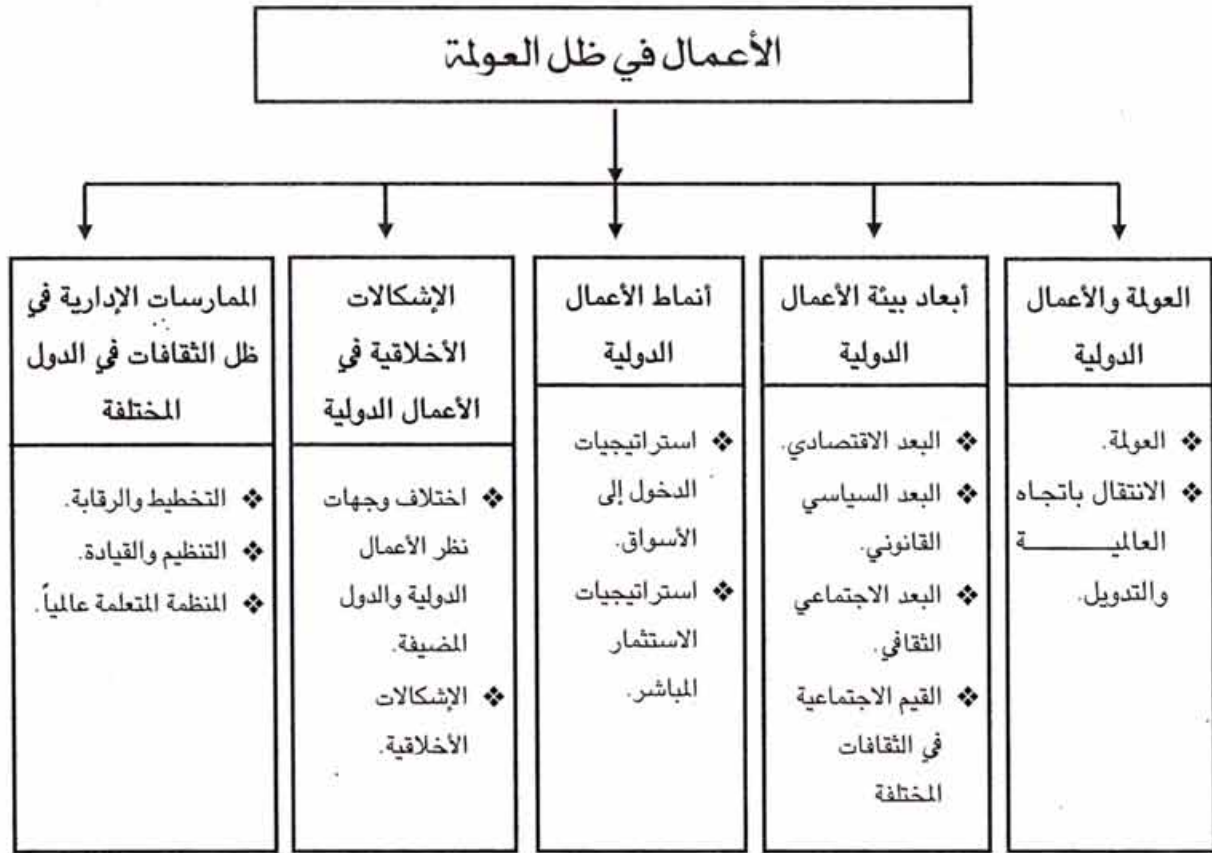 الأعمال في ظل العولمة
العولمة والأعمال
الدولية
❖ العولمة.
❖ الانتقال باتجاه
العالمية
والتدويل.
أبعاد بيئة الأعمال
الدولية
❖ البعد الاقتصادي.
❖ البعد السياسي
القانوني.
❖ البعد الاجتماعي
الثقافي.
❖ القيم الاجتماعية
في الثقافات
المختلفة
أنماط الأعمال
الدولية
❖ استراتيجيات
الدخول إلى
الأسواق.
❖ استراتيجيات
الاستثمار
المباشر.
الإشكالات
الأخلاقية في
الأعمال الدولية
❖ اختلاف وجهات
نظر الأعمال
الدولية والدول
المضيفة.
❖ الإشكالات
الأخلاقية.
الممارسات الإدارية في
ظل الثقافات في الدول
المختلفة
❖ التخطيط والرقابة.
❖ التنظيم والقيادة.
❖ المنظمة المتعلمة عالمياً.